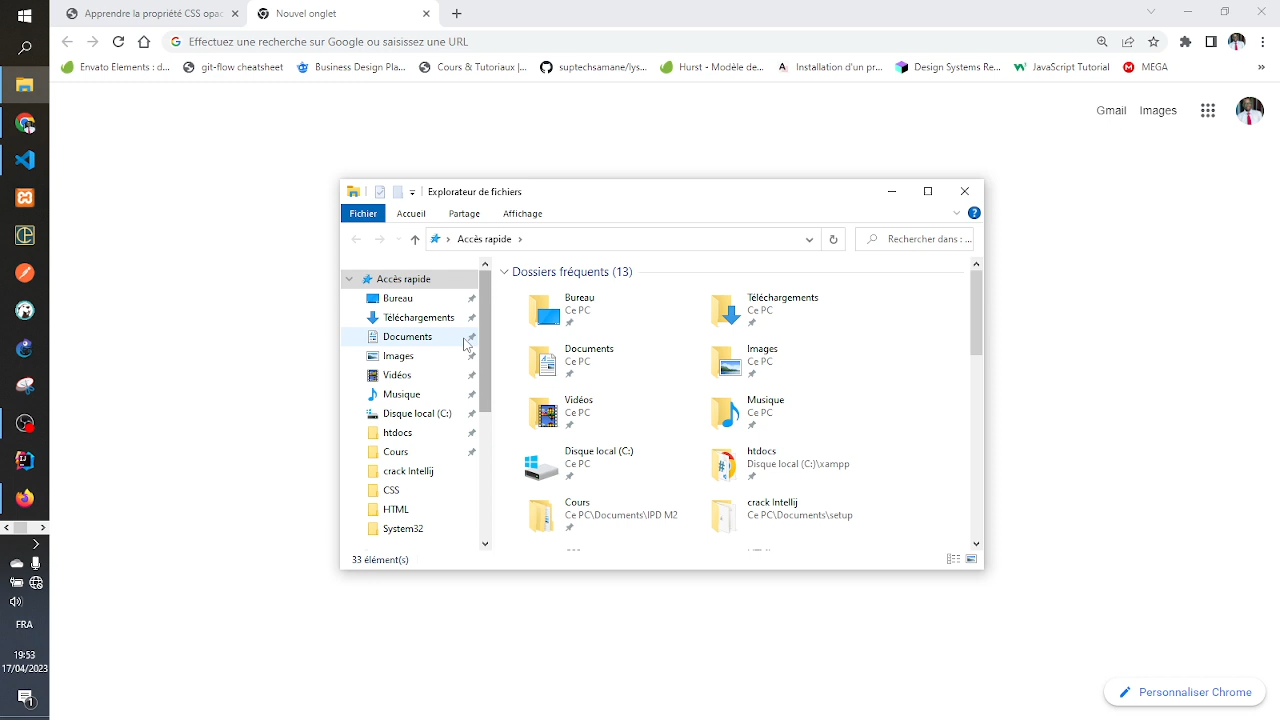 Apprendre la propriété CSS opac
Nouvel onglet
Effectuez une recherche sur Google ou saisissez une URL
Envato Elements : d...
git-flow cheatsheet
Business Design Pla...
Cours & Tutoriaux |...
suptechsamane/lys...
Hurst - Modèle de...
Installation d'un pr...
Design Systems Re...
JavaScript Tutorial
MEGA
»
Gmail
Images
Explorateur de fichiers
Fichier
Accueil
Partage
Affichage
Accès rapide
Rechercher dans : ...
Accès rapide
Bureau
Téléchargements
Documents
Images
Vidéos
Musique
Disque local (C:)
htdocs
Cours
crack Intellij
CSS
HTML
System32
Dossiers fréquents (13)
Bureau
Ce PC
Téléchargements
Ce PC
Documents
Ce PC
Images
Ce PC
Vidéos
Ce PC
Musique
Ce PC
Disque local (C:)
Ce PC
htdocs
Disque local (C:)\xampp
Cours
Ce PC\Documents\IPD M2
crack Intellij
Ce PC\Documents\setup
33 élément(s)
FRA
19:53
17/04/2023
1
Personnaliser Chrome